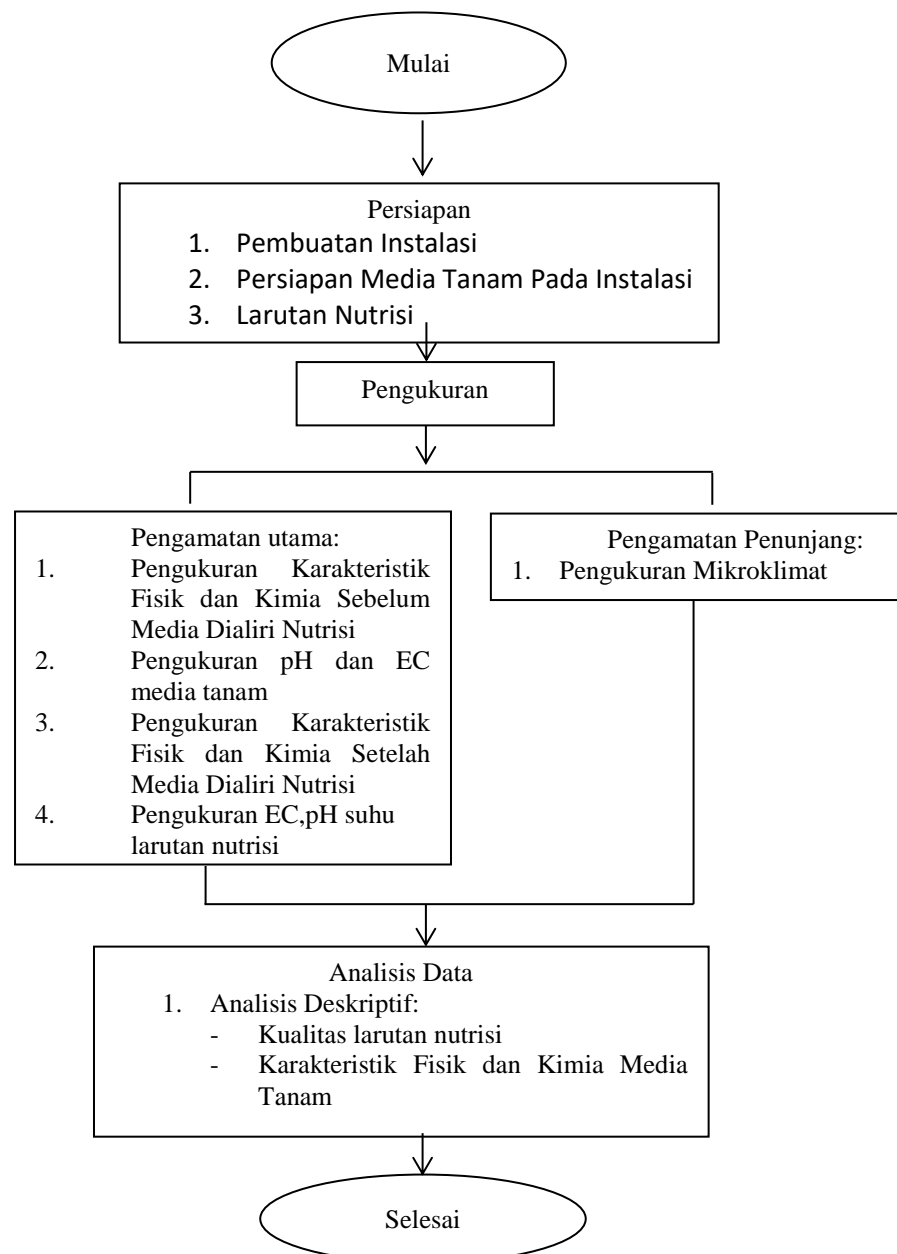 Mulai
Persiapan
1. Pembuatan Instalasi
2. Persiapan Media Tanam Pada Instalasi
3. Larutan Nutrisi
Pengukuran
Pengamatan utama:
1. Pengukuran Karakteristik
Fisik dan Kimia Sebelum
Media Dialiri Nutrisi
2. Pengukuran pH dan EC
media tanam
3. Pengukuran Karakteristik
Fisik dan Kimia Setelah
Media Dialiri Nutrisi
4. Pengukuran EC,pH suhu
larutan nutrisi
Pengamatan Penunjang:
1. Pengukuran Mikroklimat
Analisis Data
1. Analisis Deskriptif:
- Kualitas larutan nutrisi
- Karakteristik Fisik dan Kimia Media
Tanam
Selesai